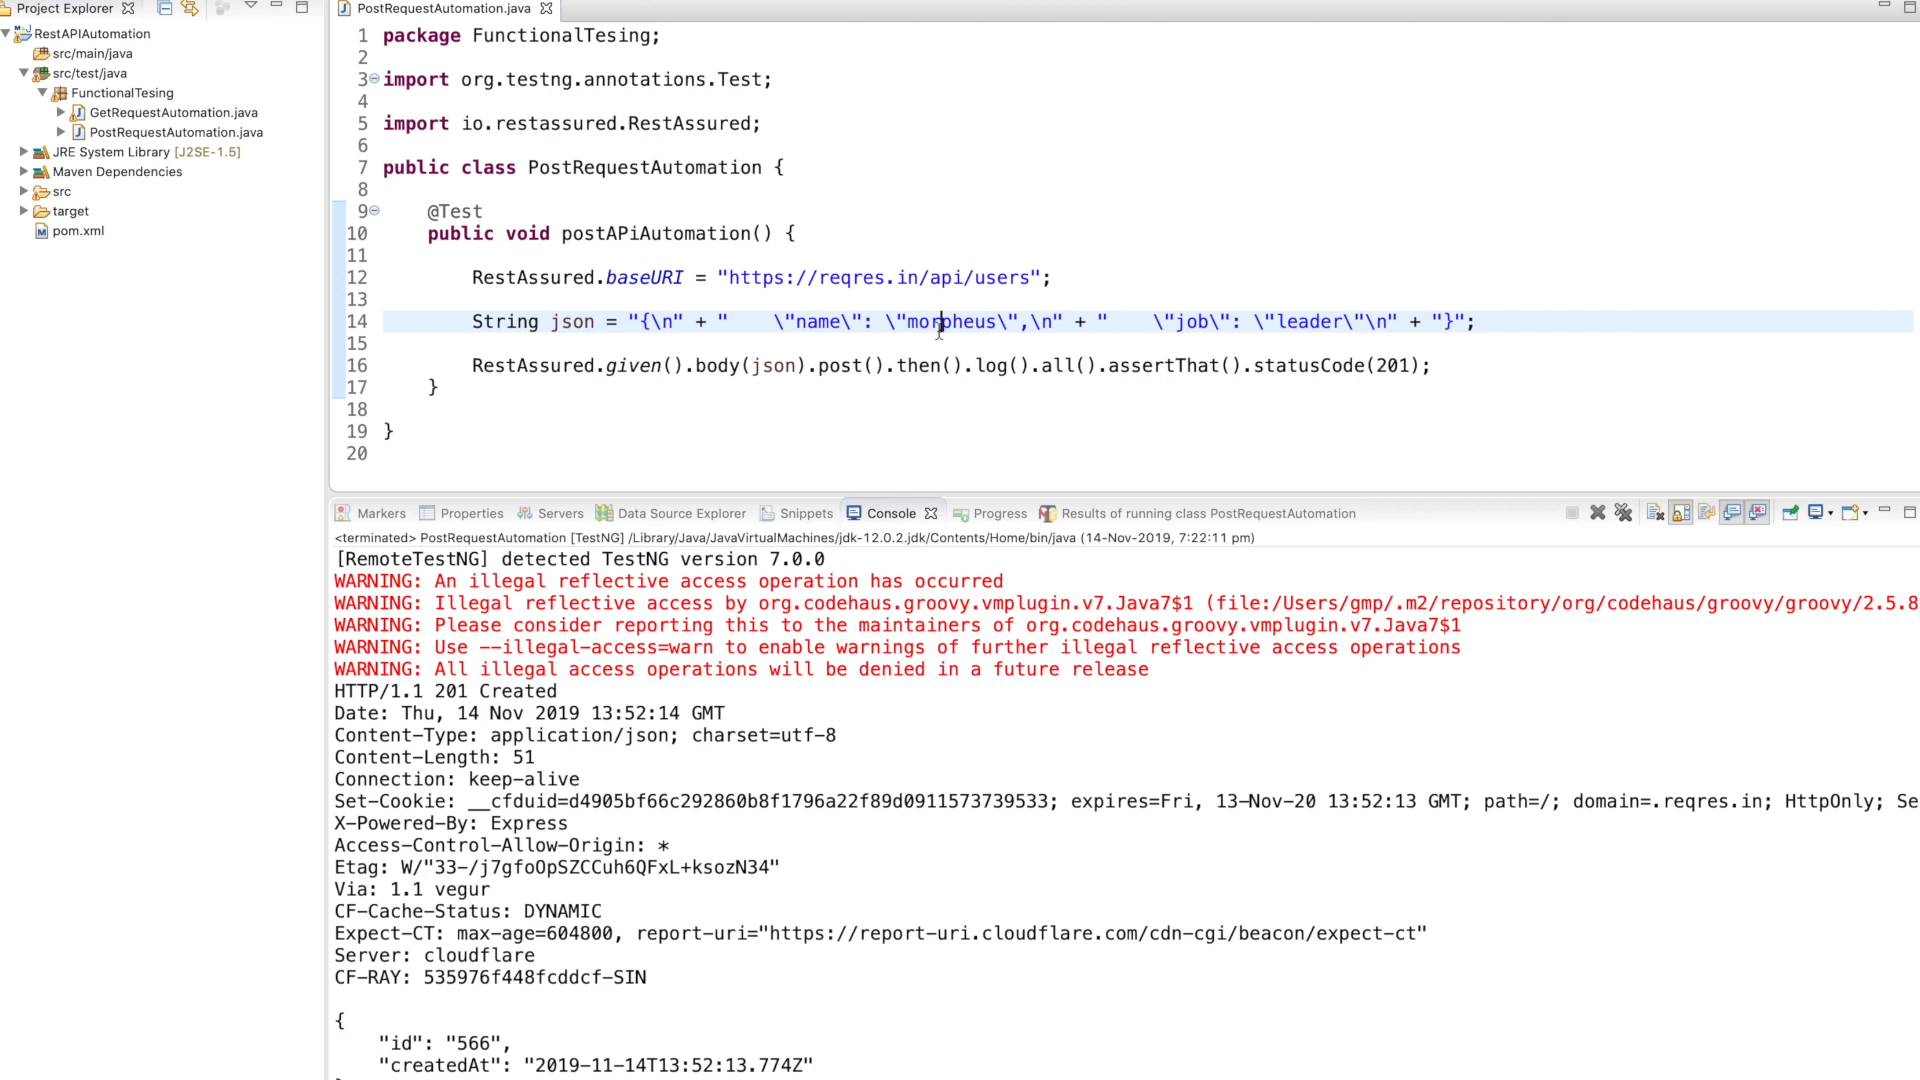 Project Explorer
RestAPIAutomation
src/main/java
src/test/java
FunctionalTesing
GetRequestAutomation.java
PostRequestAutomation.java
JRE System Library [J2SE-1.5]
Maven Dependencies
src
target
pom.xml
PostRequestAutomation.java
1 package FunctionalTesing;
2
3 import org.testng.annotations.Test;
4
5 import io.restassured.RestAssured;
6
7 public class PostRequestAutomation {
8
9 @Test
10 public void postAPiAutomation() {
11
12 RestAssured.baseURI = "https://reqres.in/api/users";
13
14 String json = "{\n" + "    \"name\": \"morpheus\",\n" + "    \"job\": \"leader\"\n" + "}";
15
16 RestAssured.given().body(json).post().then().log().all().assertThat().statusCode(201);
17 }
18
19 }
20
Markers Properties Servers Data Source Explorer Snippets Console Progress Results of running class PostRequestAutomation
<terminated> PostRequestAutomation [TestNG] /Library/Java/JavaVirtualMachines/jdk-12.0.2.jdk/Contents/Home/bin/java (14-Nov-2019, 7:22:11 pm)
[RemoteTestNG] detected TestNG version 7.0.0
WARNING: An illegal reflective access operation has occurred
WARNING: Illegal reflective access by org.codehaus.groovy.vmplugin.v7.Java7$1 (file:/Users/gmp/.m2/repository/org/codehaus/groovy/groovy/2.5.8
WARNING: Please consider reporting this to the maintainers of org.codehaus.groovy.vmplugin.v7.Java7$1
WARNING: Use --illegal-access=warn to enable warnings of further illegal reflective access operations
WARNING: All illegal access operations will be denied in a future release
HTTP/1.1 201 Created
Date: Thu, 14 Nov 2019 13:52:14 GMT
Content-Type: application/json; charset=utf-8
Content-Length: 51
Connection: keep-alive
Set-Cookie: __cfduid=d4905bf66c292860b8f1796a22f89d0911573739533; expires=Fri, 13-Nov-20 13:52:13 GMT; path=/; domain=.reqres.in; HttpOnly; Se
X-Powered-By: Express
Access-Control-Allow-Origin: *
Etag: W/"33-/j7gfoOpSZCCuh6QFxL+ksozN34"
Via: 1.1 vegur
CF-Cache-Status: DYNAMIC
Expect-CT: max-age=604800, report-uri="https://report-uri.cloudflare.com/cdn-cgi/beacon/expect-ct"
Server: cloudflare
CF-RAY: 535976f448fcddcf-SIN
{
"id": "566",
"createdAt": "2019-11-14T13:52:13.774Z"